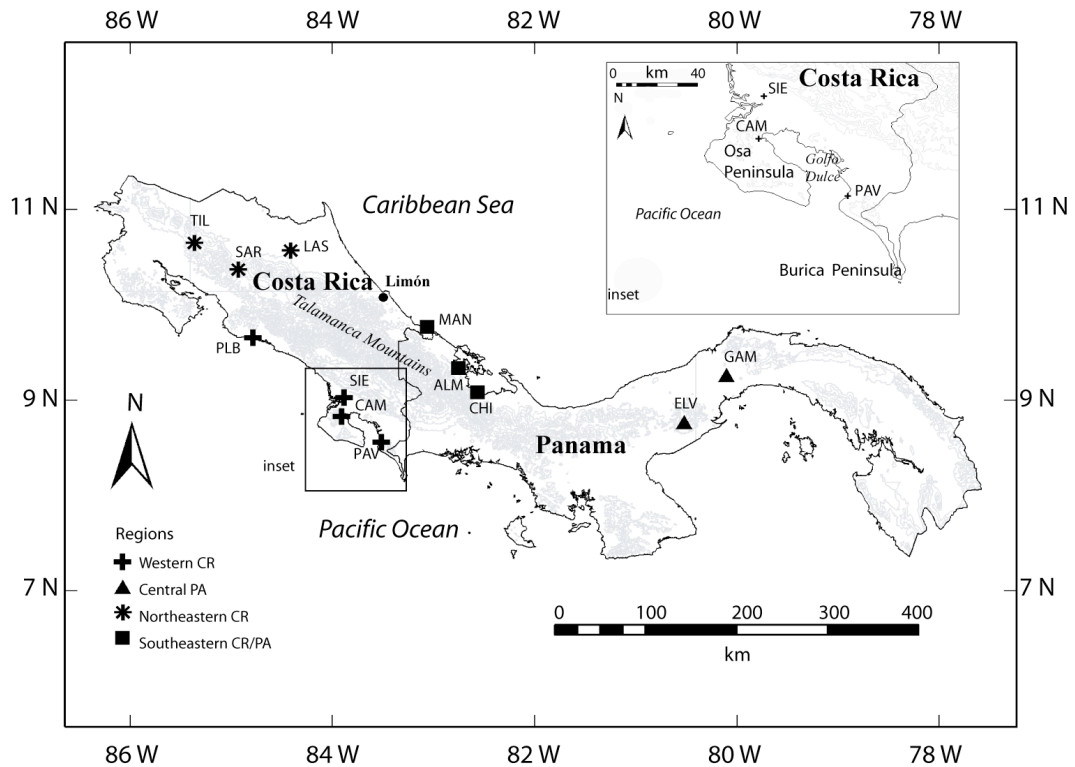 86 W 84 W 82 W 80 W 78 W
0 km 40
Costa Rica
N
SIE
CAM
Osa
Peninsula
Golfo
Dulce
PAV
Pacific Ocean
Burica Peninsula
inset
11 N 11 N
Caribbean Sea
TIL
SAR
LAS
Costa Rica
Limón
Talamanca Mountains
MAN
PLB
ALM
CHI
GAM
ELV
9 N 9 N
SIE
CAM
PAV
Panama
N
inset
Pacific Ocean
Regions
Western CR
Central PA
Northeastern CR
Southeastern CR/PA
7 N 7 N
0 100 200 300 400
km
86 W 84 W 82 W 80 W 78 W